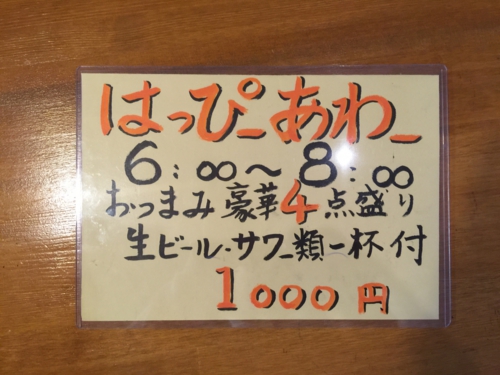 はっぴーあわー
6:00〜8:00
おつまみ豪華4点盛り
生ビール・サワー類一杯付
1000円